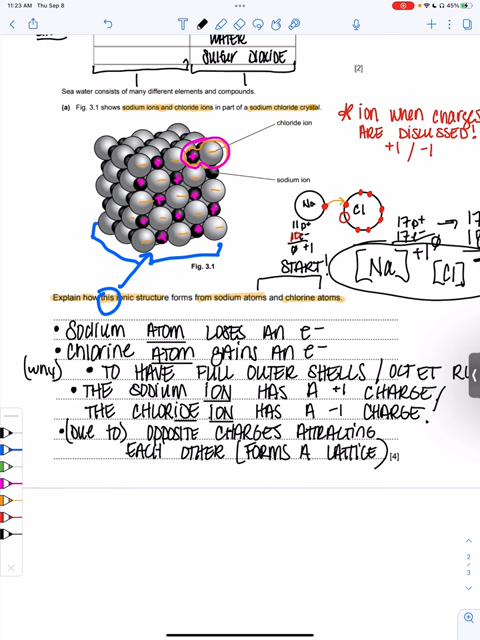 11:23 AM Thu Sep 8
45%
WATER
SULFUR DIOXIDE
[2]
Sea water consists of many different elements and compounds.
(a) Fig. 3.1 shows sodium ions and chloride ions in part of a sodium chloride crystal.
chloride ion
sodium ion
* ion when charges
ARE DISCUSSED!
+1 / -1
Na
Cl
11p+
10e-
+1
17p+
17e-
[Na]+1
[Cl]
Fig. 3.1
START!
Explain how this ionic structure forms from sodium atoms and chlorine atoms.
• SODIUM ATOM LOSES AN e-
• CHLORINE ATOM GAINS AN e-
(WHY) • TO HAVE FULL OUTER SHELLS / OCTET RU
• THE SODIUM ION HAS A +1 CHARGE/
THE CHLORIDE ION HAS A -1 CHARGE!
• (DUE TO) OPPOSITE CHARGES ATTRACTING
EACH OTHER (FORMS A LATTICE)
[4]
2
/
3